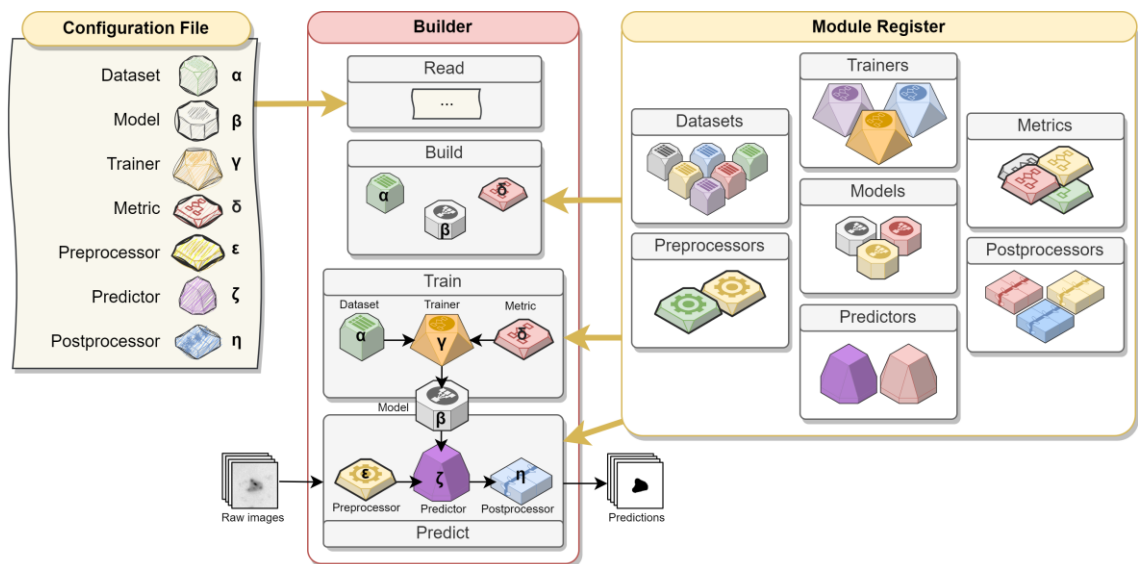 Configuration File
Dataset α
Model β
Trainer γ
Metric δ
Preprocessor ε
Predictor ζ
Postprocessor η
Builder
Read
...
Build
α
δ
β
Train
Dataset Trainer Metric
α γ δ
Model
β
ε ζ η
Preprocessor Predictor Postprocessor
Predict
Raw images
Predictions
Module Register
Trainers
Datasets
Metrics
Models
Preprocessors
Postprocessors
Predictors